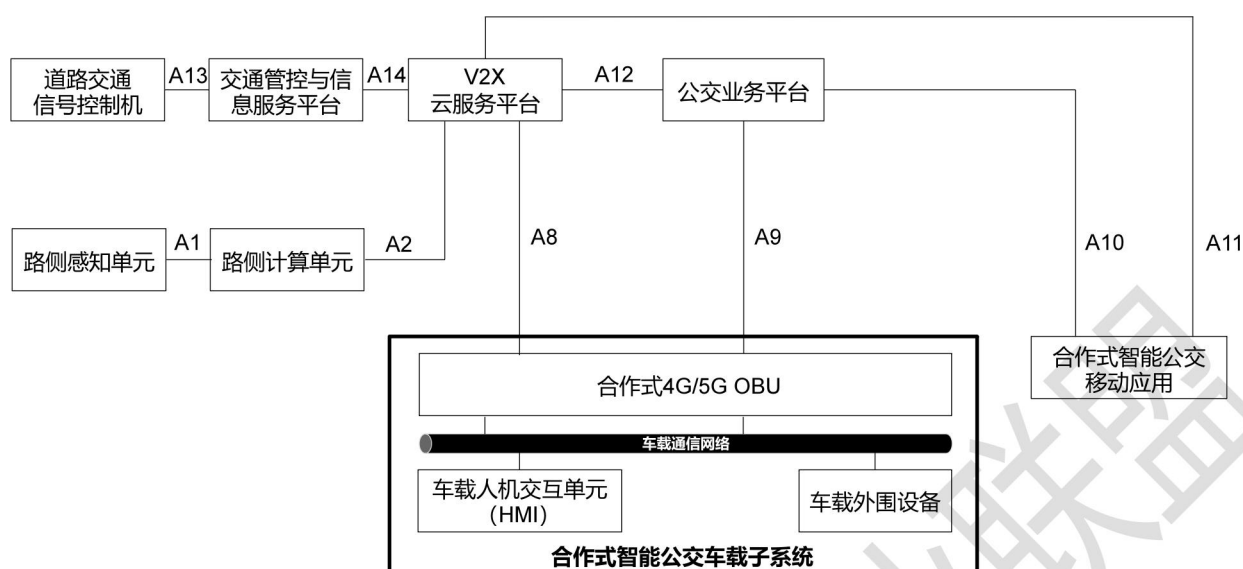 道路交通
信号控制机
A13
交通管控与信
息服务平台
A14
V2X
云服务平台
A12
公交业务平台
路侧感知单元
A1
路侧计算单元
A2
A8
A9
A10
A11
合作式4G/5G OBU
车载通信网络
车载人机交互单元
（HMI）
车载外围设备
合作式智能公交车载子系统
合作式智能公交
移动应用
联盟